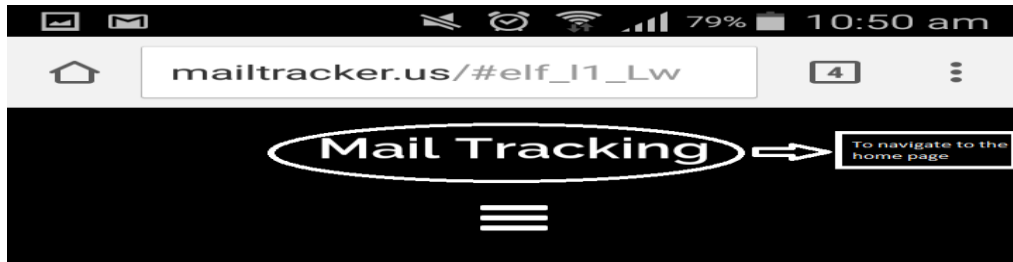 79% 10:50 am
mailtracker.us/#elf_l1_Lw
4
Mail Tracking
To navigate to the
home page